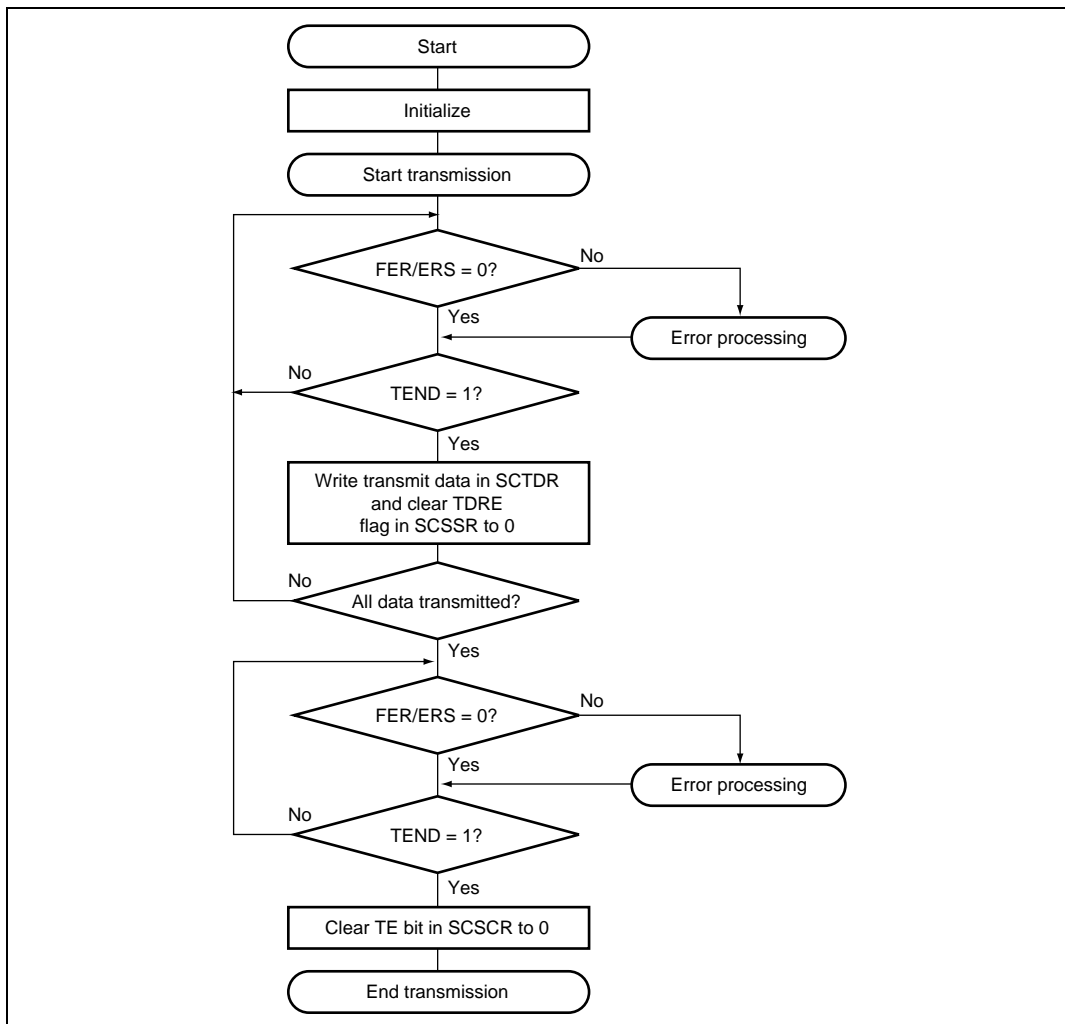 Start
Initialize
Start transmission
FER/ERS = 0?
No
Yes
Error processing
No
TEND = 1?
Yes
Write transmit data in SCTDR
and clear TDRE
flag in SCSSR to 0
No
All data transmitted?
Yes
FER/ERS = 0?
No
Yes
Error processing
No
TEND = 1?
Yes
Clear TE bit in SCSCR to 0
End transmission